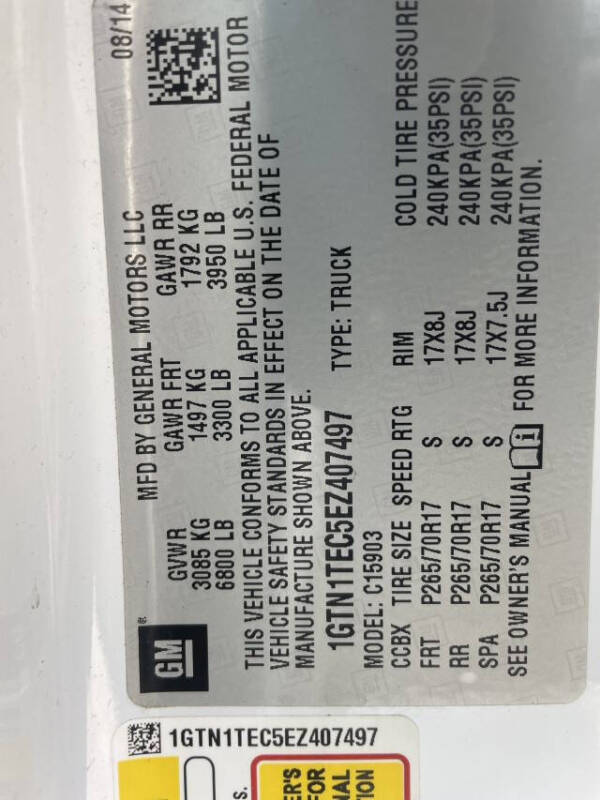 GM ®
MFD BY GENERAL MOTORS LLC 08/14
GVWR GAWR FRT GAWR RR
3085 KG 1497 KG 1792 KG
6800 LB 3300 LB 3950 LB
THIS VEHICLE CONFORMS TO ALL APPLICABLE U.S. FEDERAL MOTOR
VEHICLE SAFETY STANDARDS IN EFFECT ON THE DATE OF
MANUFACTURE SHOWN ABOVE.
1GTN1TEC5EZ407497 TYPE: TRUCK
MODEL: C15903
CCBX TIRE SIZE SPEED RTG RIM COLD TIRE PRESSURE
FRT P265/70R17 S 17X8J 240KPA(35PSI)
RR P265/70R17 S 17X8J 240KPA(35PSI)
SPA P265/70R17 S 17X7.5J 240KPA(35PSI)
SEE OWNER'S MANUAL i FOR MORE INFORMATION.
1GTN1TEC5EZ407497
S.
ER'S
FOR
NAL
TION